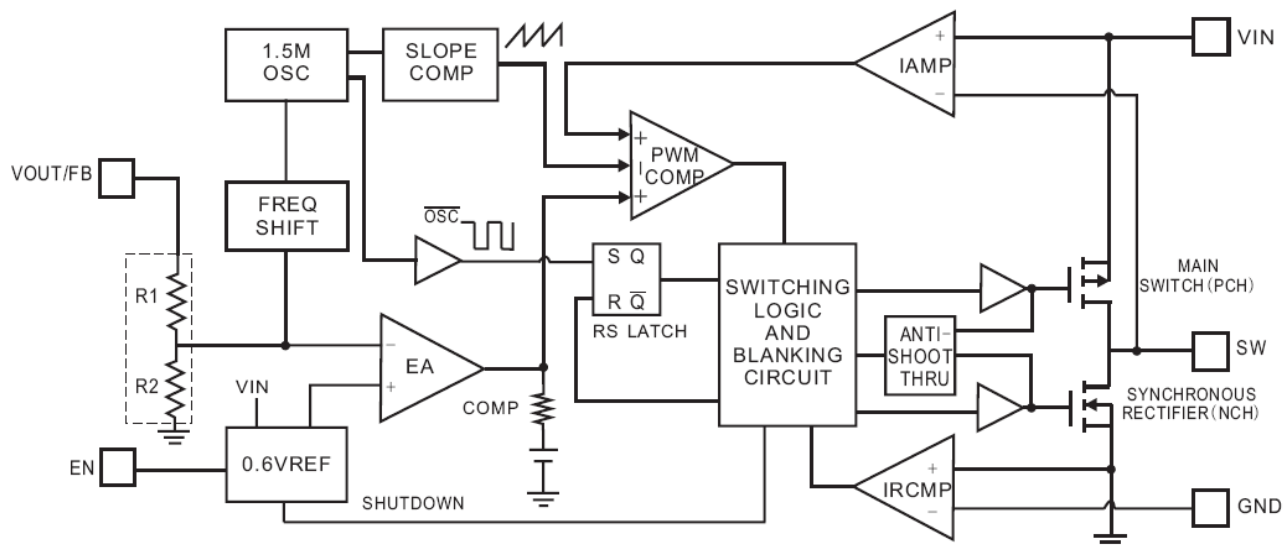 1.5M
OSC
SLOPE
COMP
+
IAMP
−
VIN
VOUT/FB
FREQ
SHIFT
+
−
+
PWM
COMP
OSC
S Q
R Q
RS LATCH
SWITCHING
LOGIC
AND
BLANKING
CIRCUIT
ANTI-
SHOOT
THRU
MAIN
SWITCH(PCH)
SW
SYNCHRONOUS
RECTIFIER(NCH)
R1
R2
−
EA
+
COMP
VIN
EN
0.6VREF
SHUTDOWN
+
IRCMP
−
GND